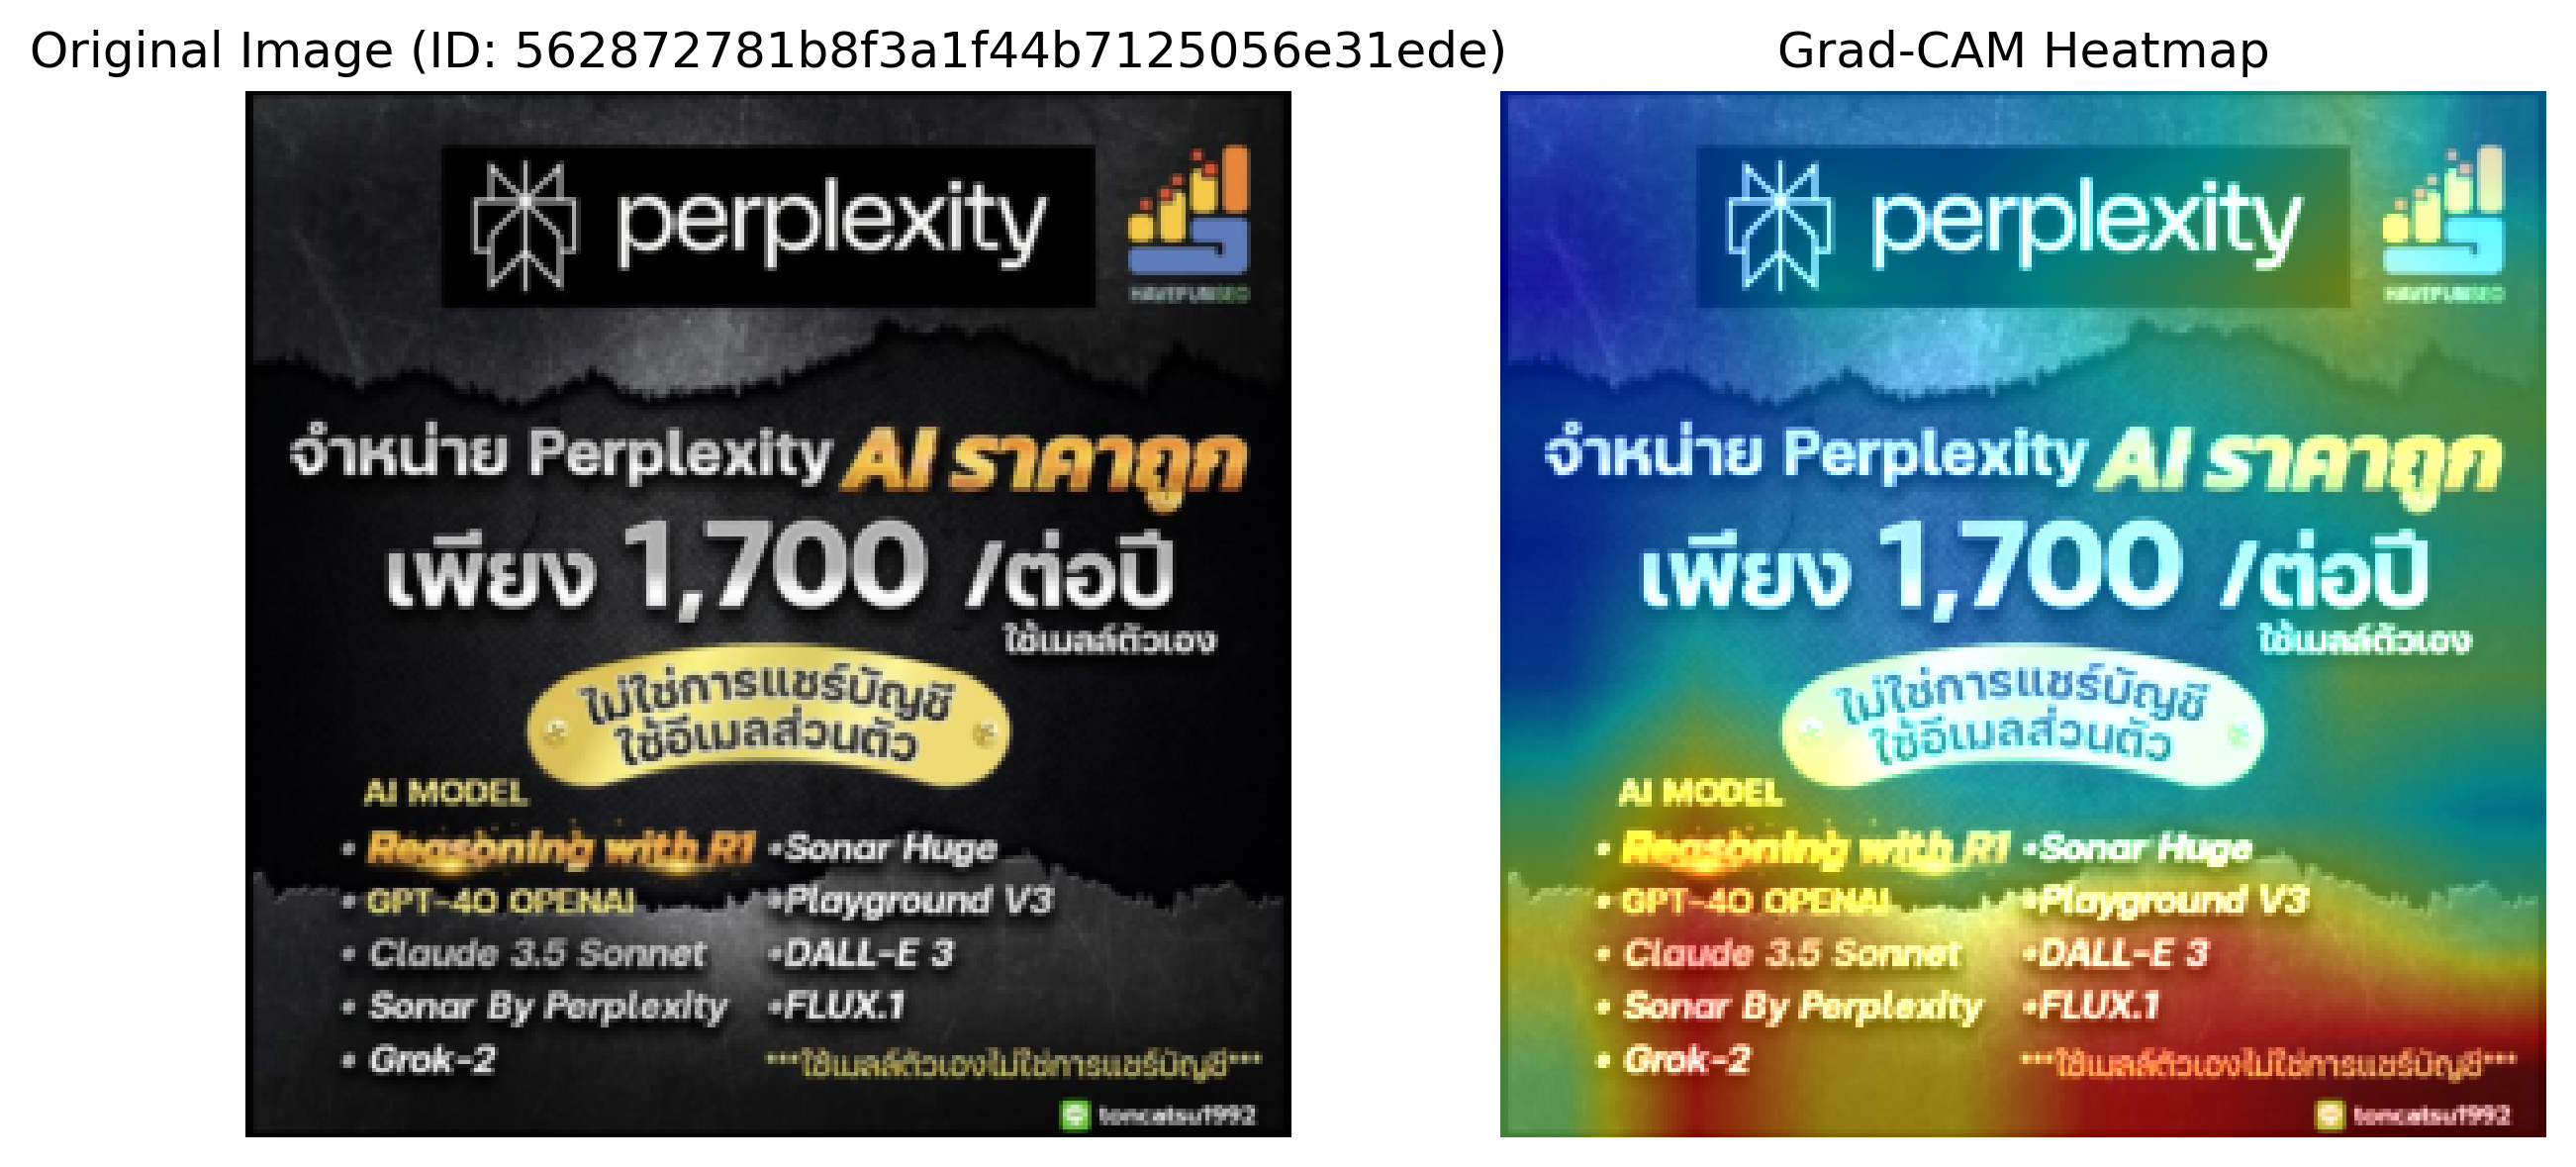 Original Image (ID: 562872781b8f3a1f44b7125056e31ede)
perplexity
HAVEFUNSEO
จำหน่าย Perplexity AI ราคาถูก
เพียง 1,700 /ต่อปี
ใช้เมลล์ตัวเอง
ไม่ใช่การแชร์บัญชี
ใช้อีเมลส่วนตัว
AI MODEL
• Reasoning with R1
• GPT-4O OPENAI
• Claude 3.5 Sonnet
• Sonar By Perplexity
• Grok-2
•Sonar Huge
•Playground V3
•DALL-E 3
•FLUX.1
***ใช้เมลล์ตัวเองไม่ใช่การแชร์บัญชี***
toncatsu1992
Grad-CAM Heatmap
perplexity
HAVEFUNSEO
จำหน่าย Perplexity AI ราคาถูก
เพียง 1,700 /ต่อปี
ใช้เมลล์ตัวเอง
ไม่ใช่การแชร์บัญชี
ใช้อีเมลส่วนตัว
AI MODEL
• Reasoning with R1
• GPT-4O OPENAI
• Claude 3.5 Sonnet
• Sonar By Perplexity
• Grok-2
•Sonar Huge
•Playground V3
•DALL-E 3
•FLUX.1
***ใช้เมลล์ตัวเองไม่ใช่การแชร์บัญชี***
toncatsu1992